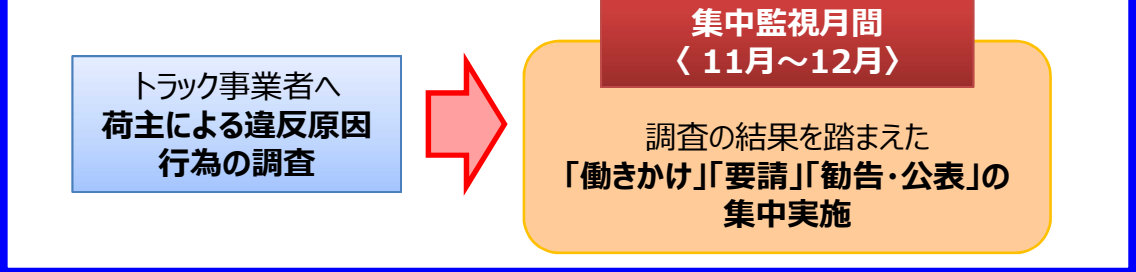 トラック事業者へ
荷主による違反原因
行為の調査
集中監視月間
〈 11月～12月〉
調査の結果を踏まえた
「働きかけ」「要請」「勧告・公表」の
集中実施